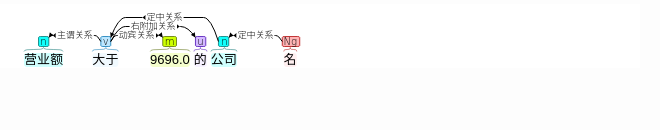 定中关系
右附加关系
主谓关系 动宾关系 定中关系
n v m u n Ng
营业额 大于 9696.0 的 公司 名